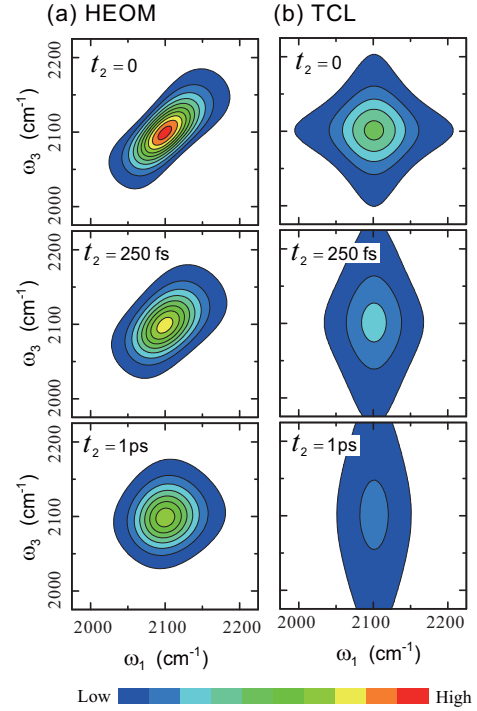 (a) HEOM (b) TCL
t₂ = 0
t₂ = 0
2200
2100
2000
ω₃ (cm⁻¹)
ω₃ (cm⁻¹)
t₂ = 250 fs
t₂ = 250 fs
2200
2100
2000
ω₃ (cm⁻¹)
t₂ = 1ps
t₂ = 1ps
2200
2100
2000
2000 2100 2200 2000 2100 2200
ω₁ (cm⁻¹) ω₁ (cm⁻¹)
Low High